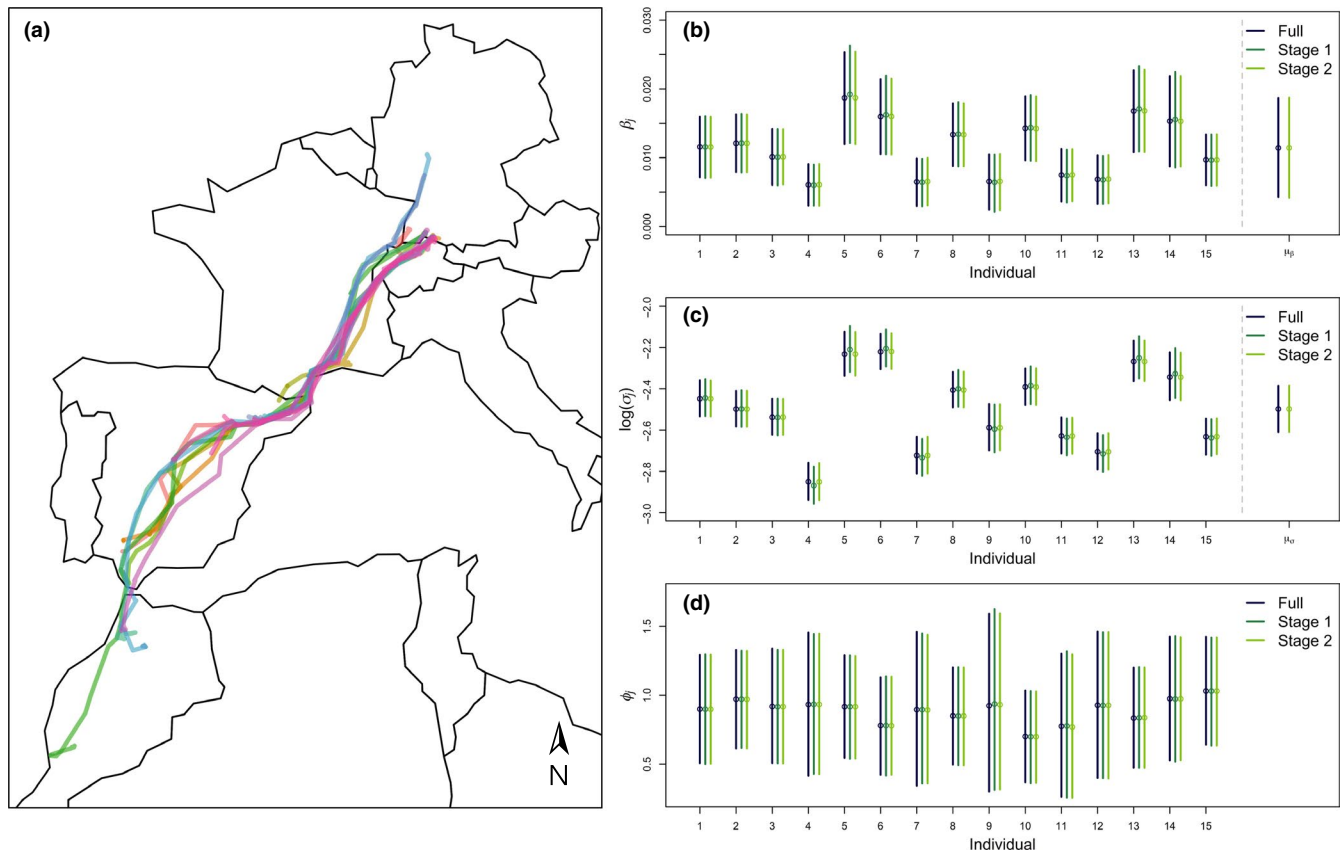 (a)
N
(b)
Full
Stage 1
Stage 2
βj
0.030
0.020
0.010
0.000
1 2 3 4 5 6 7 8 9 10 11 12 13 14 15 μβ
Individual
(c)
Full
Stage 1
Stage 2
log(σj)
-2.0
-2.2
-2.4
-2.6
-2.8
-3.0
1 2 3 4 5 6 7 8 9 10 11 12 13 14 15 μσ
Individual
(d)
Full
Stage 1
Stage 2
ϕj
1.5
1.0
0.5
1 2 3 4 5 6 7 8 9 10 11 12 13 14 15
Individual